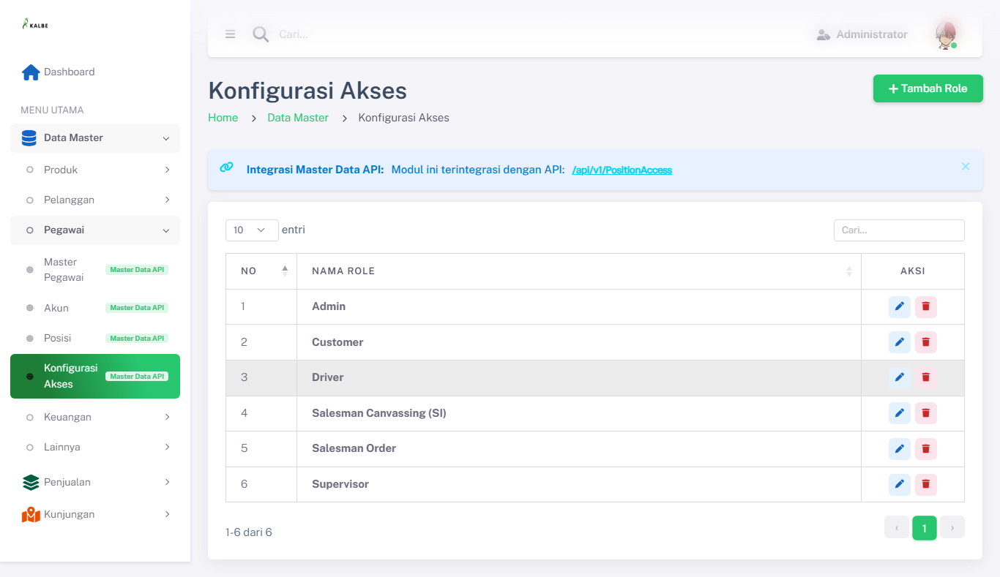 KALBE
Cari...
Administrator
Dashboard
MENU UTAMA
Data Master
Produk
Pelanggan
Pegawai
Master Pegawai
Master Data API
Akun
Master Data API
Posisi
Master Data API
Konfigurasi Akses
Master Data API
Keuangan
Lainnya
Penjualan
Kunjungan
Konfigurasi Akses
Tambah Role
Home > Data Master > Konfigurasi Akses
Integrasi Master Data API: Modul ini terintegrasi dengan API: /api/v1/PositionAccess
10 entri
Cari...
NO NAMA ROLE AKSI
1 Admin
2 Customer
3 Driver
4 Salesman Canvassing (SI)
5 Salesman Order
6 Supervisor
1-6 dari 6
‹ 1 ›